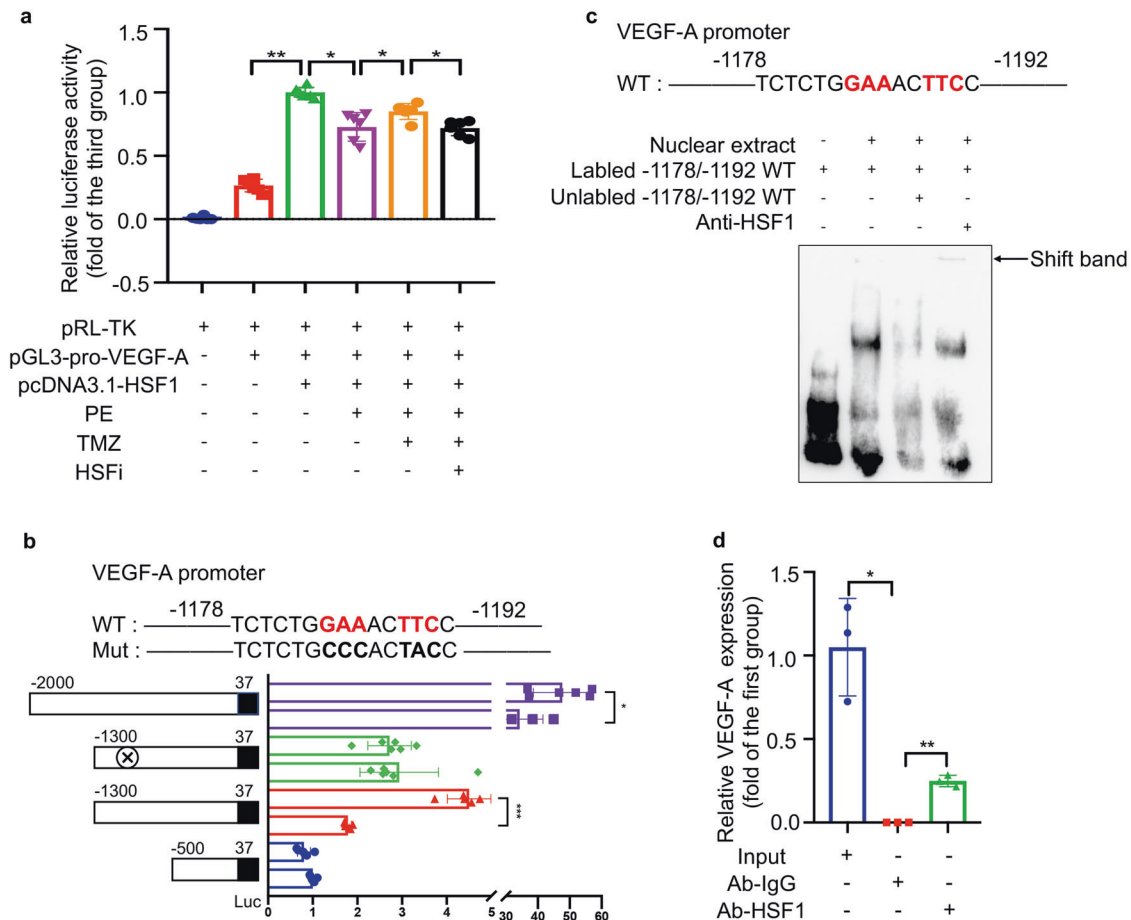 a
Relative luciferase activity
(fold of the third group)
1.0
0.5
0.0
-0.5
** * * *
pRL-TK + + + + + +
pGL3-pro-VEGF-A - + + + + +
pcDNA3.1-HSF1 - - + + + +
PE - - - + + +
TMZ - - - - + +
HSFi - - - - - +
b
VEGF-A promoter
-1178 -1192
WT : TCTCTGGAAACTTCC
Mut : TCTCTGCCCACTACC
-2000 37
*
-1300 37
-1300 37
***
-500 37
Luc
0 1 2 3 4 5 30 40 50 60
c
VEGF-A promoter
-1178 -1192
WT : TCTCTGGAAACTTCC
Nuclear extract - + + +
Labled -1178/-1192 WT + + + +
Unlabled -1178/-1192 WT - - + -
Anti-HSF1 - - - +
Shift band
d
Relative VEGF-A expression
(fold of the first group)
1.5
1.0
0.5
0.0
*
**
Input + - -
Ab-IgG - + -
Ab-HSF1 - - +